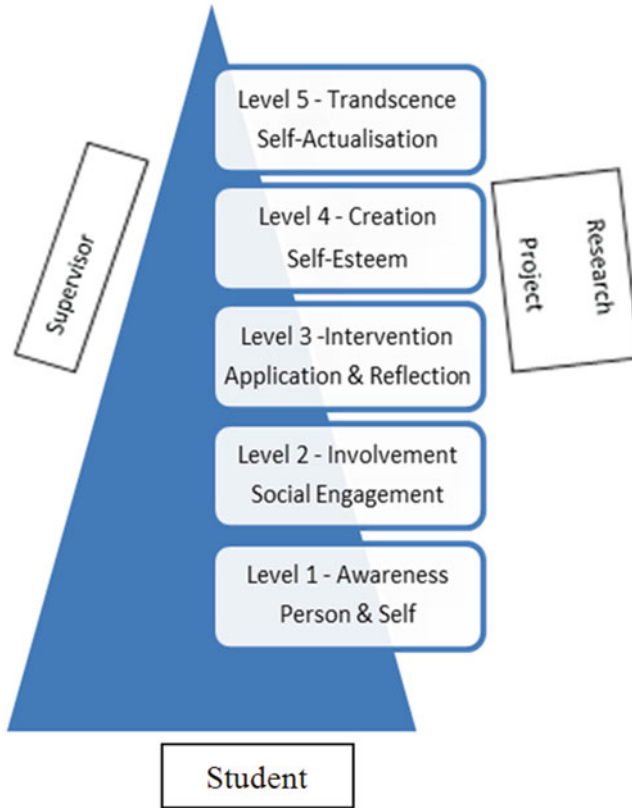 Level 5 - Trandscence
Self-Actualisation
Level 4 - Creation
Self-Esteem
Level 3 -Intervention
Application & Reflection
Level 2 - Involvement
Social Engagement
Level 1 - Awareness
Person & Self
Supervisor
Research
Project
Student